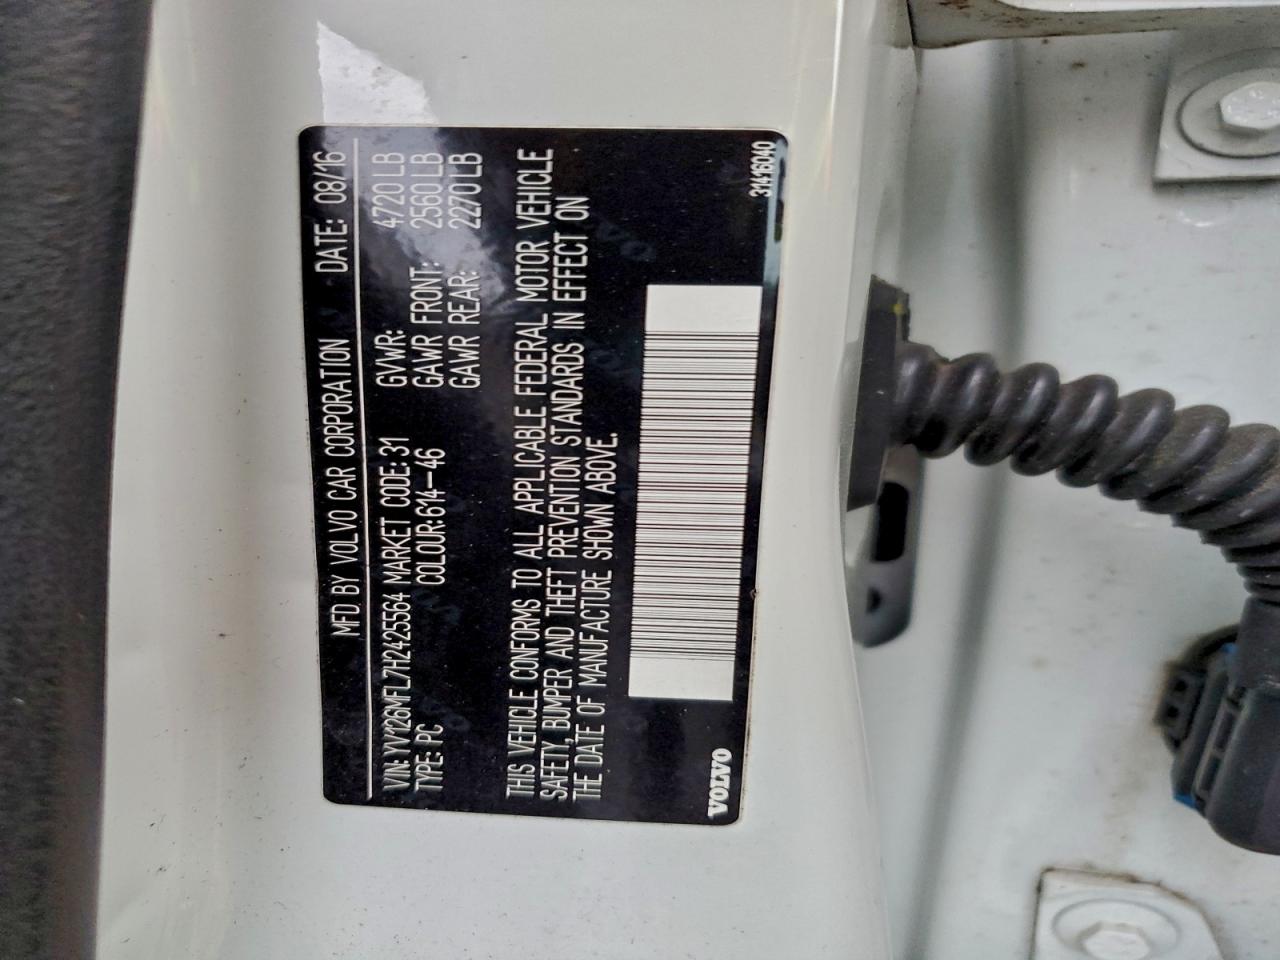 MFD BY VOLVO CAR CORPORATION DATE: 08/16
VIN: YV126MFL7H2425564 MARKET CODE: 31 GVWR: 4720 LB
TYPE: PC COLOUR: 614-46 GAWR FRONT: 2560 LB
GAWR REAR: 2270 LB
THIS VEHICLE CONFORMS TO ALL APPLICABLE FEDERAL MOTOR VEHICLE
SAFETY, BUMPER AND THEFT PREVENTION STANDARDS IN EFFECT ON
THE DATE OF MANUFACTURE SHOWN ABOVE.
VOLVO
31416040